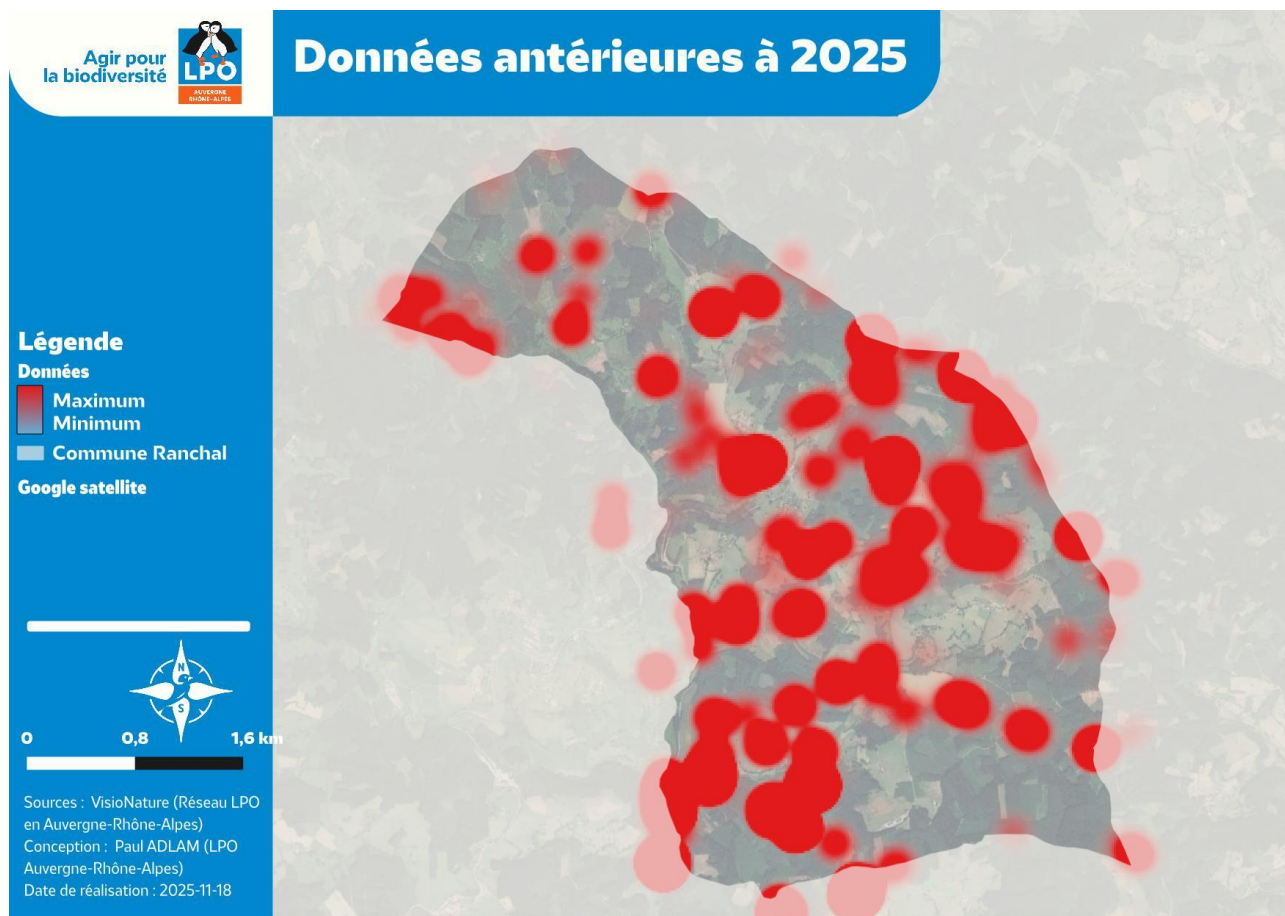 Agir pour
la biodiversité
LPO
AUVERGNE
RHÔNE-ALPES
Données antérieures à 2025
Légende
Données
Maximum
Minimum
Commune Ranchal
Google satellite
N
S
0 0,8 1,6 km
Sources : VisioNature (Réseau LPO
en Auvergne-Rhône-Alpes)
Conception : Paul ADLAM (LPO
Auvergne-Rhône-Alpes)
Date de réalisation : 2025-11-18